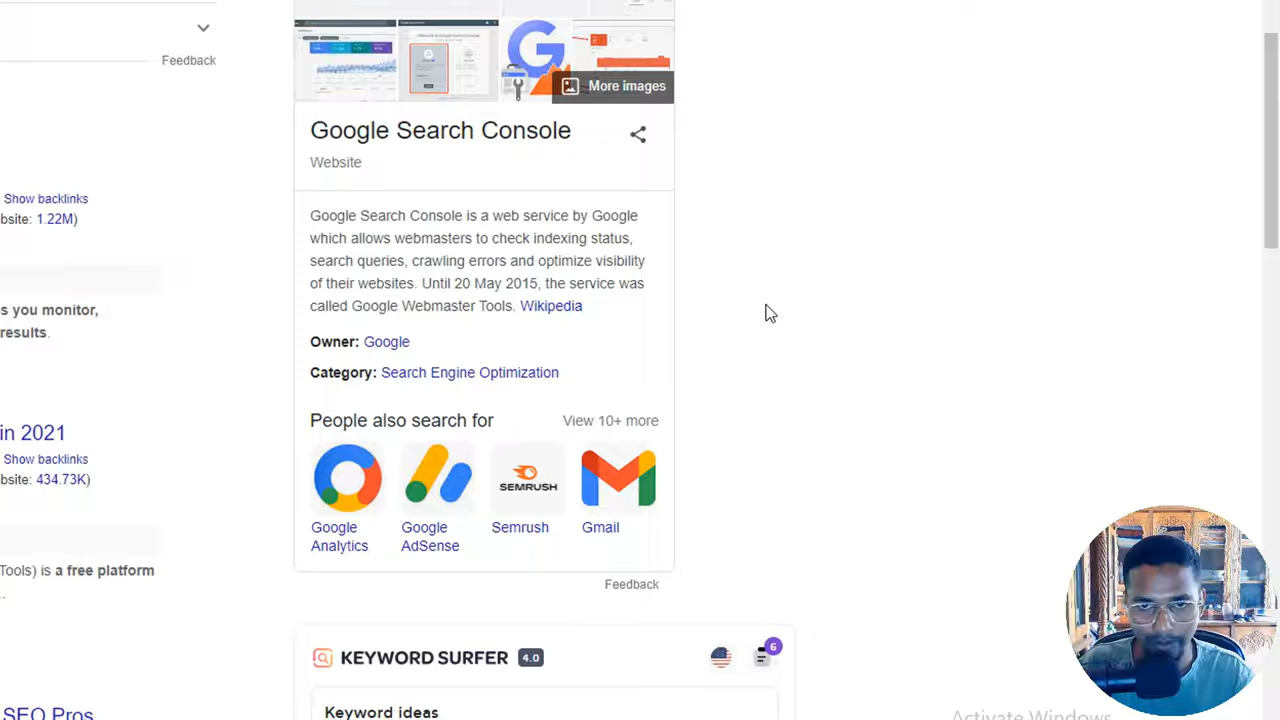 Feedback
Show backlinks
bsite: 1.22M)
s you monitor,
results.
in 2021
Show backlinks
bsite: 434.73K)
Tools) is a free platform
..
SEO Pros
More images
Google Search Console
Website
Google Search Console is a web service by Google
which allows webmasters to check indexing status,
search queries, crawling errors and optimize visibility
of their websites. Until 20 May 2015, the service was
called Google Webmaster Tools. Wikipedia
Owner: Google
Category: Search Engine Optimization
People also search for
View 10+ more
SEMRUSH
Google
Analytics
Google
AdSense
Semrush
Gmail
Feedback
KEYWORD SURFER 4.0
6
Keyword ideas
Activate Windows